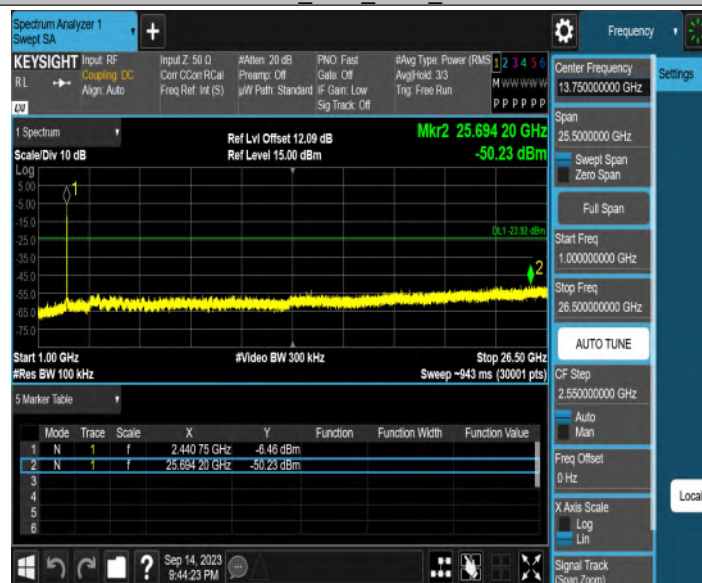 Spectrum Analyzer 1
Swept SA
+
Frequency
KEYSIGHT
Input: RF
Coupling: DC
Align: Auto
R L
LXI
Input Z: 50 Ω
Corr CCorr RCal
Freq Ref: Int (S)
#Atten: 20 dB
Preamp: Off
µW Path: Standard
PNO: Fast
Gate: Off
IF Gain: Low
Sig Track: Off
#Avg Type: Power (RMS
Avg|Hold: 3/3
Trig: Free Run
1 2 3 4 5 6
M W W W W W
P P P P P P
Center Frequency
13.750000000 GHz
Settings
Span
25.5000000 GHz
Swept Span
Zero Span
Full Span
Start Freq
1.000000000 GHz
Stop Freq
26.500000000 GHz
AUTO TUNE
CF Step
2.550000000 GHz
Auto
Man
Freq Offset
0 Hz
X Axis Scale
Log
Lin
Local
Signal Track
(Span Zoom)
1 Spectrum
Scale/Div 10 dB
Ref Lvl Offset 12.09 dB
Ref Level 15.00 dBm
Mkr2 25.694 20 GHz
-50.23 dBm
Log
5.00
-5.00
-15.0
-25.0
-35.0
-45.0
-55.0
-65.0
-75.0
1
DL1 -23.92 dBm
2
Start 1.00 GHz
#Res BW 100 kHz
#Video BW 300 kHz
Stop 26.50 GHz
Sweep ~943 ms (30001 pts)
5 Marker Table
Mode Trace Scale X Y Function Function Width Function Value
1 N 1 f 2.440 75 GHz -6.46 dBm
2 N 1 f 25.694 20 GHz -50.23 dBm
3
4
5
6
?
Sep 14, 2023
9:44:23 PM